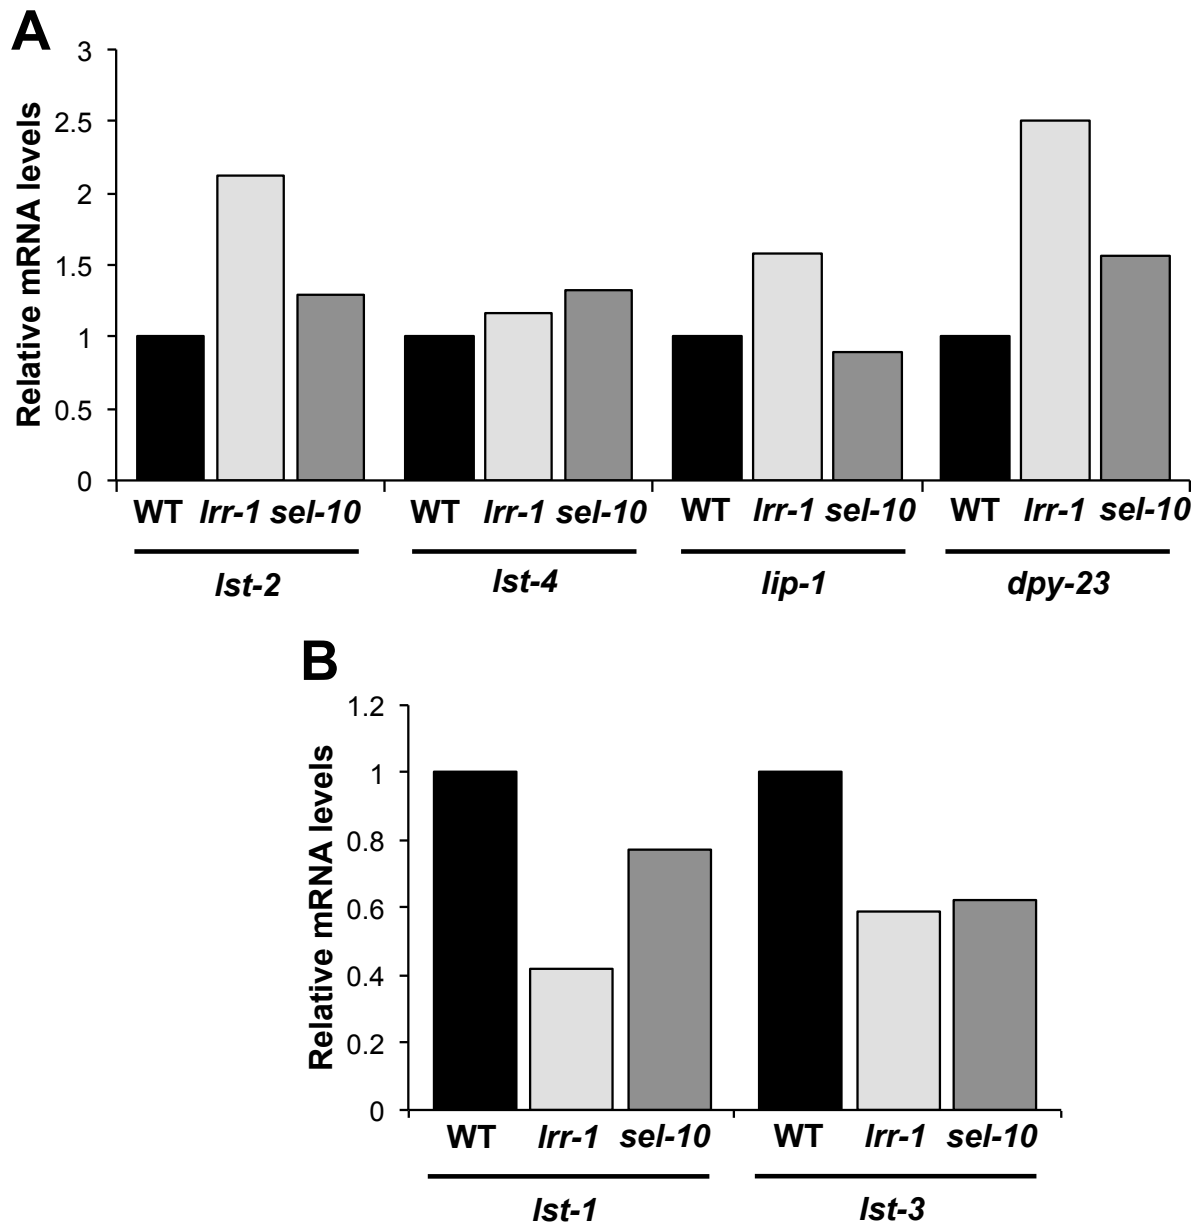 A
Relative mRNA levels
3
2.5
2
1.5
1
0.5
0
WT lrr-1 sel-10 WT lrr-1 sel-10 WT lrr-1 sel-10 WT lrr-1 sel-10
lst-2 lst-4 lip-1 dpy-23
B
Relative mRNA levels
1.2
1
0.8
0.6
0.4
0.2
0
WT lrr-1 sel-10 WT lrr-1 sel-10
lst-1 lst-3